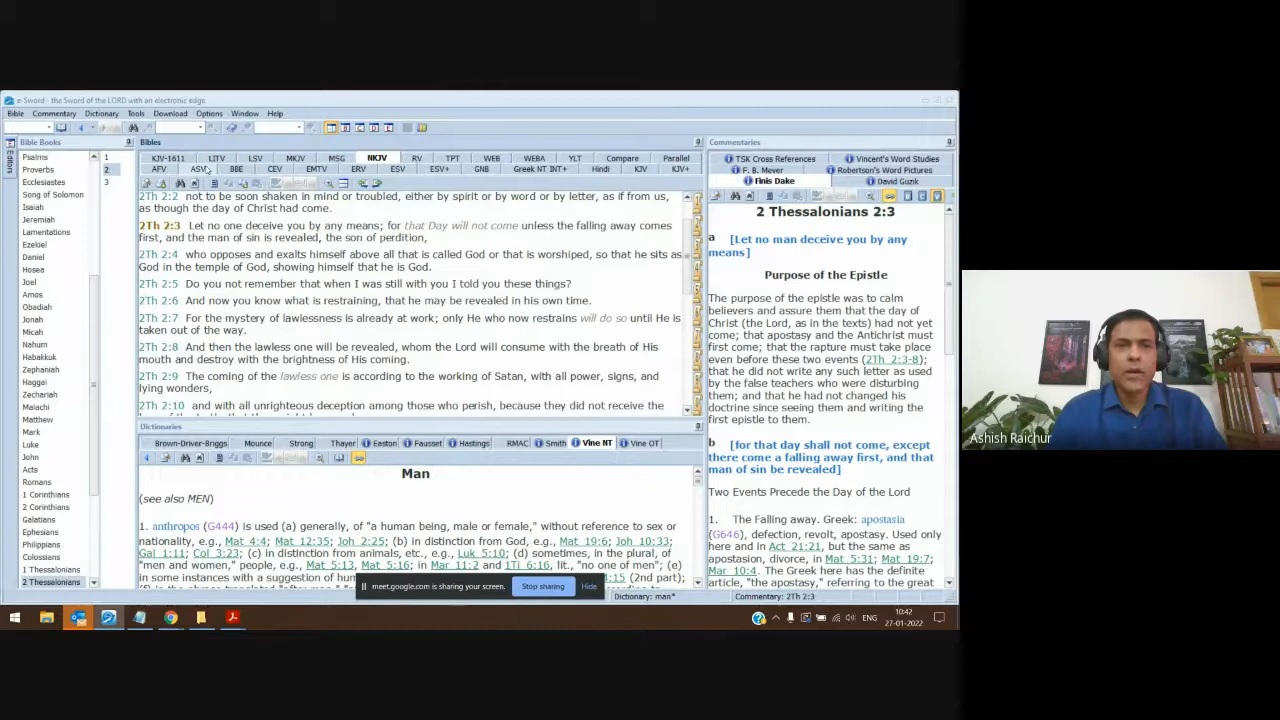 e-Sword - the Sword of the LORD with an electronic edge
Bible Commentary Dictionary Tools Download Options Window Help
Editors
Bible Books
Psalms
Proverbs
Ecclesiastes
Song of Solomon
Isaiah
Jeremiah
Lamentations
Ezekiel
Daniel
Hosea
Joel
Amos
Obadiah
Jonah
Micah
Nahum
Habakkuk
Zephaniah
Haggai
Zechariah
Malachi
Matthew
Mark
Luke
John
Acts
Romans
1 Corinthians
2 Corinthians
Galatians
Ephesians
Philippians
Colossians
1 Thessalonians
2 Thessalonians
1
2
3
Bibles
KJV-1611 LITV LSV MKJV MSG NKJV RV TPT WEB WEBA YLT Compare Parallel
AFV ASV BBE CEV EMTV ERV ESV ESV+ GNB Greek NT INT+ Hindi KJV KJV+
2Th 2:2 not to be soon shaken in mind or troubled, either by spirit or by word or by letter, as if from us,
as though the day of Christ had come.
2Th 2:3 Let no one deceive you by any means; for that Day will not come unless the falling away comes
first, and the man of sin is revealed, the son of perdition,
2Th 2:4 who opposes and exalts himself above all that is called God or that is worshiped, so that he sits as
God in the temple of God, showing himself that he is God.
2Th 2:5 Do you not remember that when I was still with you I told you these things?
2Th 2:6 And now you know what is restraining, that he may be revealed in his own time.
2Th 2:7 For the mystery of lawlessness is already at work; only He who now restrains will do so until He is
taken out of the way.
2Th 2:8 And then the lawless one will be revealed, whom the Lord will consume with the breath of His
mouth and destroy with the brightness of His coming.
2Th 2:9 The coming of the lawless one is according to the working of Satan, with all power, signs, and
lying wonders,
2Th 2:10 and with all unrighteous deception among those who perish, because they did not receive the
Dictionaries
Brown-Driver-Briggs Mounce Strong Thayer Easton Fausset Hastings RMAC Smith Vine NT Vine OT
Man
(see also MEN)
1. anthropos (G444) is used (a) generally, of "a human being, male or female," without reference to sex or
nationality, e.g., Mat 4:4; Mat 12:35; Joh 2:25; (b) in distinction from God, e.g., Mat 19:6; Joh 10:33;
Gal 1:11; Col 3:23; (c) in distinction from animals, etc., e.g., Luk 5:10; (d) sometimes, in the plural, of
"men and women," people, e.g., Mat 5:13, Mat 5:16; in Mar 11:2 and 1Ti 6:16, lit., "no one of men"; (e)
in some instances with a suggestion of hum 4:15 (2nd part);
meet.google.com is sharing your screen. Stop sharing Hide
Dictionary: man*
Commentaries
TSK Cross References Vincent's Word Studies
F. B. Meyer Robertson's Word Pictures
Finis Dake David Guzik
2 Thessalonians 2:3
a [Let no man deceive you by any
means]
Purpose of the Epistle
The purpose of the epistle was to calm
believers and assure them that the day of
Christ (the Lord, as in the texts) had not yet
come; that apostasy and the Antichrist must
first come; that the rapture must take place
even before these two events (2Th_2:3-8);
that he did not write any such letter as used
by the false teachers who were disturbing
them; and that he had not changed his
doctrine since seeing them and writing the
first epistle to them.
b [for that day shall not come, except
there come a falling away first, and that
man of sin be revealed]
Two Events Precede the Day of the Lord
1. The Falling away. Greek: apostasia
(G646), defection, revolt, apostasy. Used only
here and in Act 21:21, but the same as
apostasion, divorce, in Mat 5:31; Mat 19:7;
Mar 10:4. The Greek here has the definite
article, "the apostasy," referring to the great
Commentary: 2Th 2:3
ENG
10:42
27-01-2022
Ashish Raichur